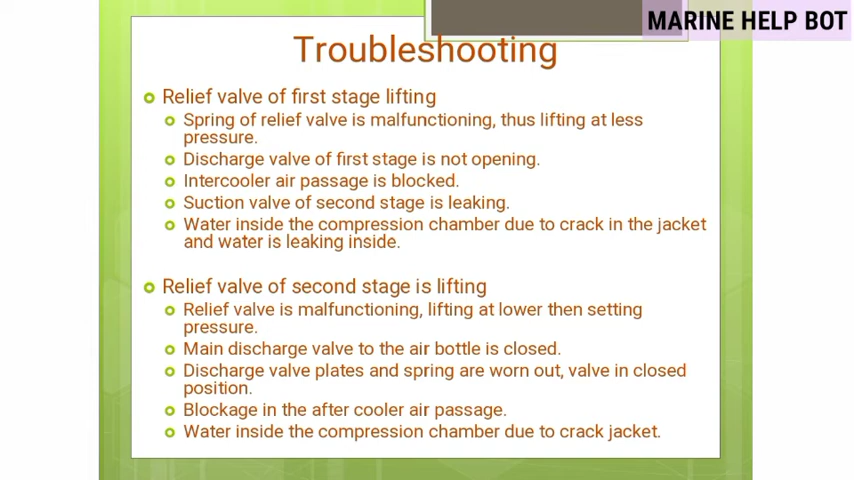 MARINE HELP BOT
Troubleshooting
Relief valve of first stage lifting
Spring of relief valve is malfunctioning, thus lifting at less
pressure.
Discharge valve of first stage is not opening.
Intercooler air passage is blocked.
Suction valve of second stage is leaking.
Water inside the compression chamber due to crack in the jacket
and water is leaking inside.
Relief valve of second stage is lifting
Relief valve is malfunctioning, lifting at lower then setting
pressure.
Main discharge valve to the air bottle is closed.
Discharge valve plates and spring are worn out, valve in closed
position.
Blockage in the after cooler air passage.
Water inside the compression chamber due to crack jacket.